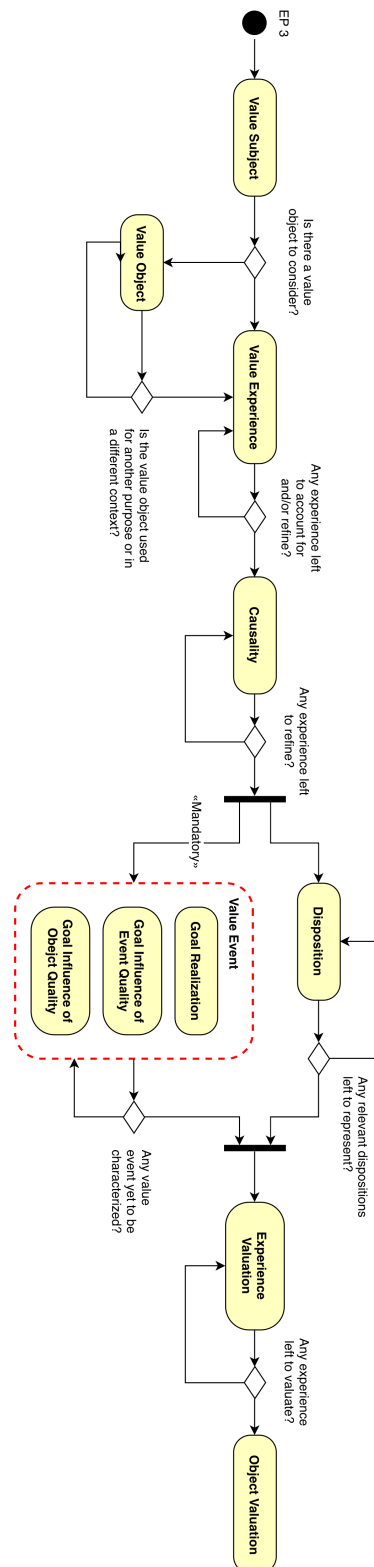 EP 3
Value Subject
Is there a value
object to consider?
Value Object
Is the value object used
for another purpose or in
a different context?
Value Experience
Any experience left
to account for
and/or refine?
Causality
Any experience left
to refine?
«Mandatory»
Disposition
Any relevant dispositions
left to represent?
Value Event
Goal Realization
Goal Influence of
Event Quality
Goal Influence of
Obejct Quality
Any value
event yet to be
characterized?
Experience
Valuation
Any experience
left to valuate?
Object Valuation